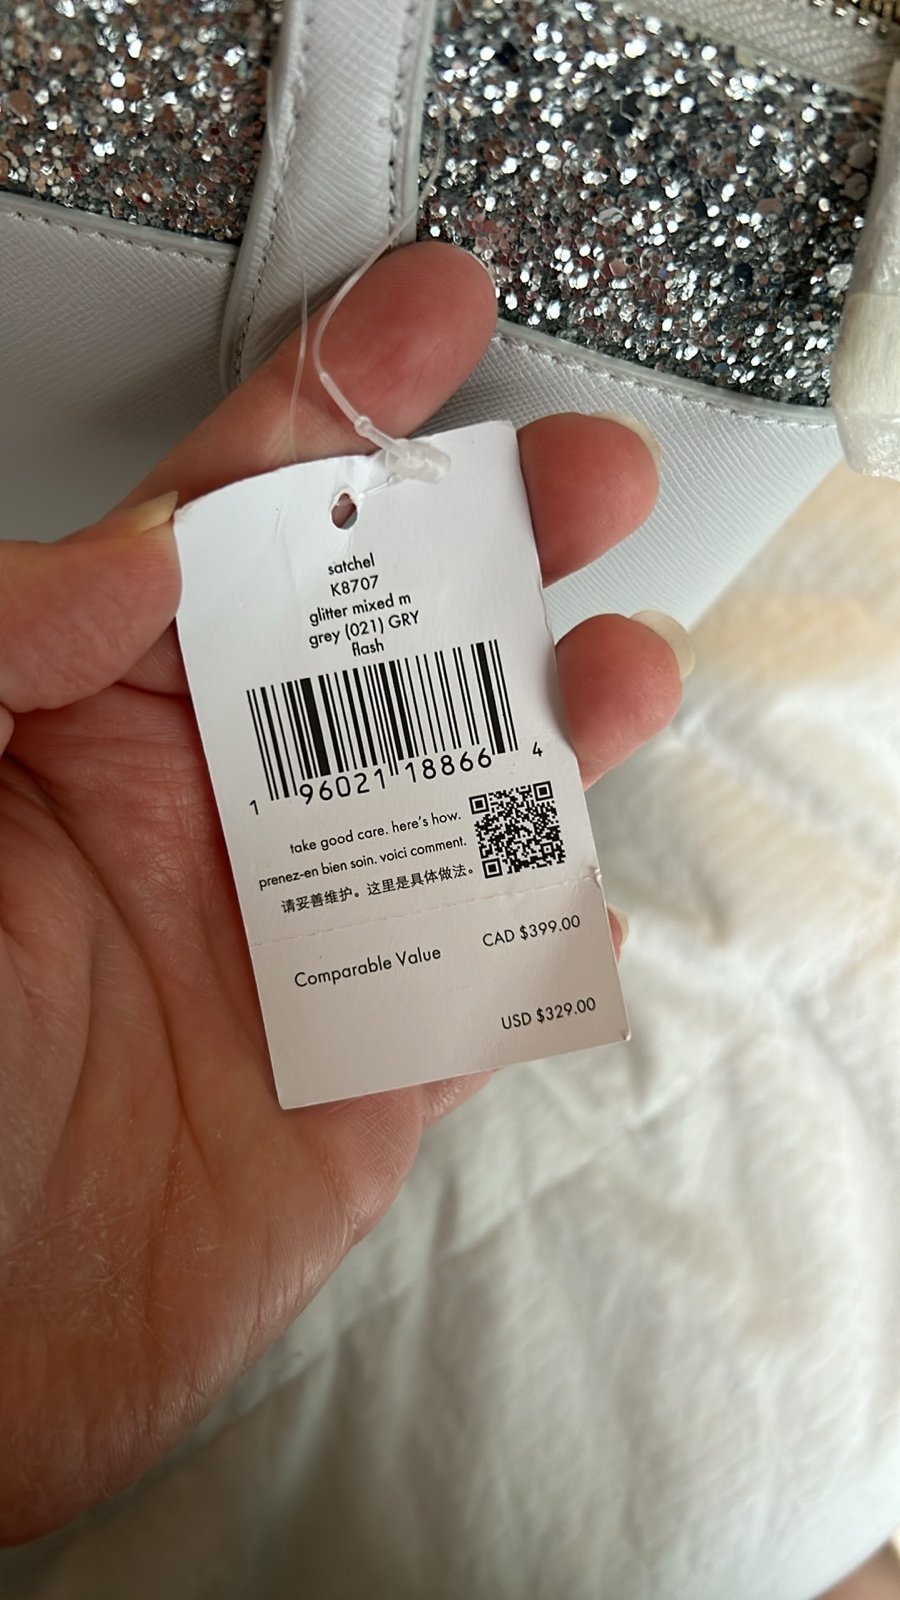 satchel
K8707
glitter mixed m
grey (021) GRY
flash
1 96021 18866 4
take good care. here's how.
prenez-en bien soin. voici comment.
请妥善维护。这里是具体做法。
Comparable Value CAD $399.00
USD $329.00